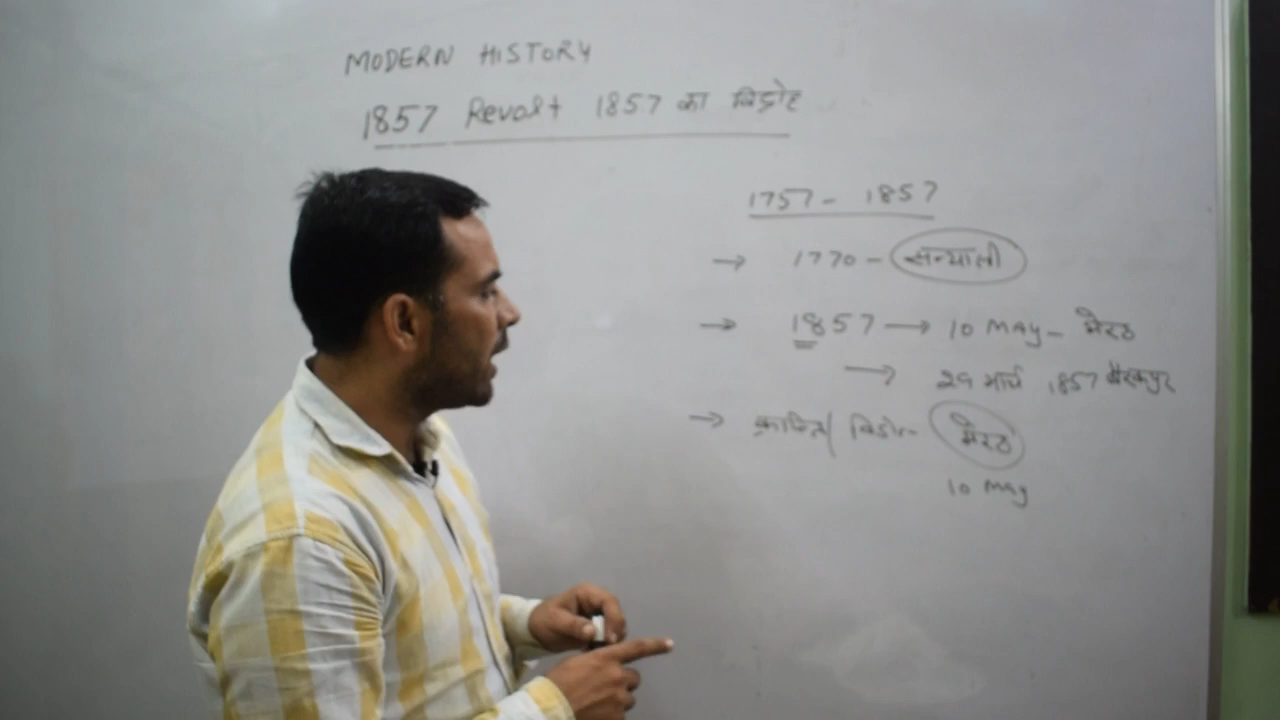 MODERN HISTORY
1857 Revolt 1857 का विद्रोह
1757 - 1857
→ 1770 - सन्यासी
→ 1857 → 10 MAY - मेरठ
→ 29 मार्च 1857 बैरकपुर
→ क्रान्ति/ विद्रोह - मेरठ
10 May